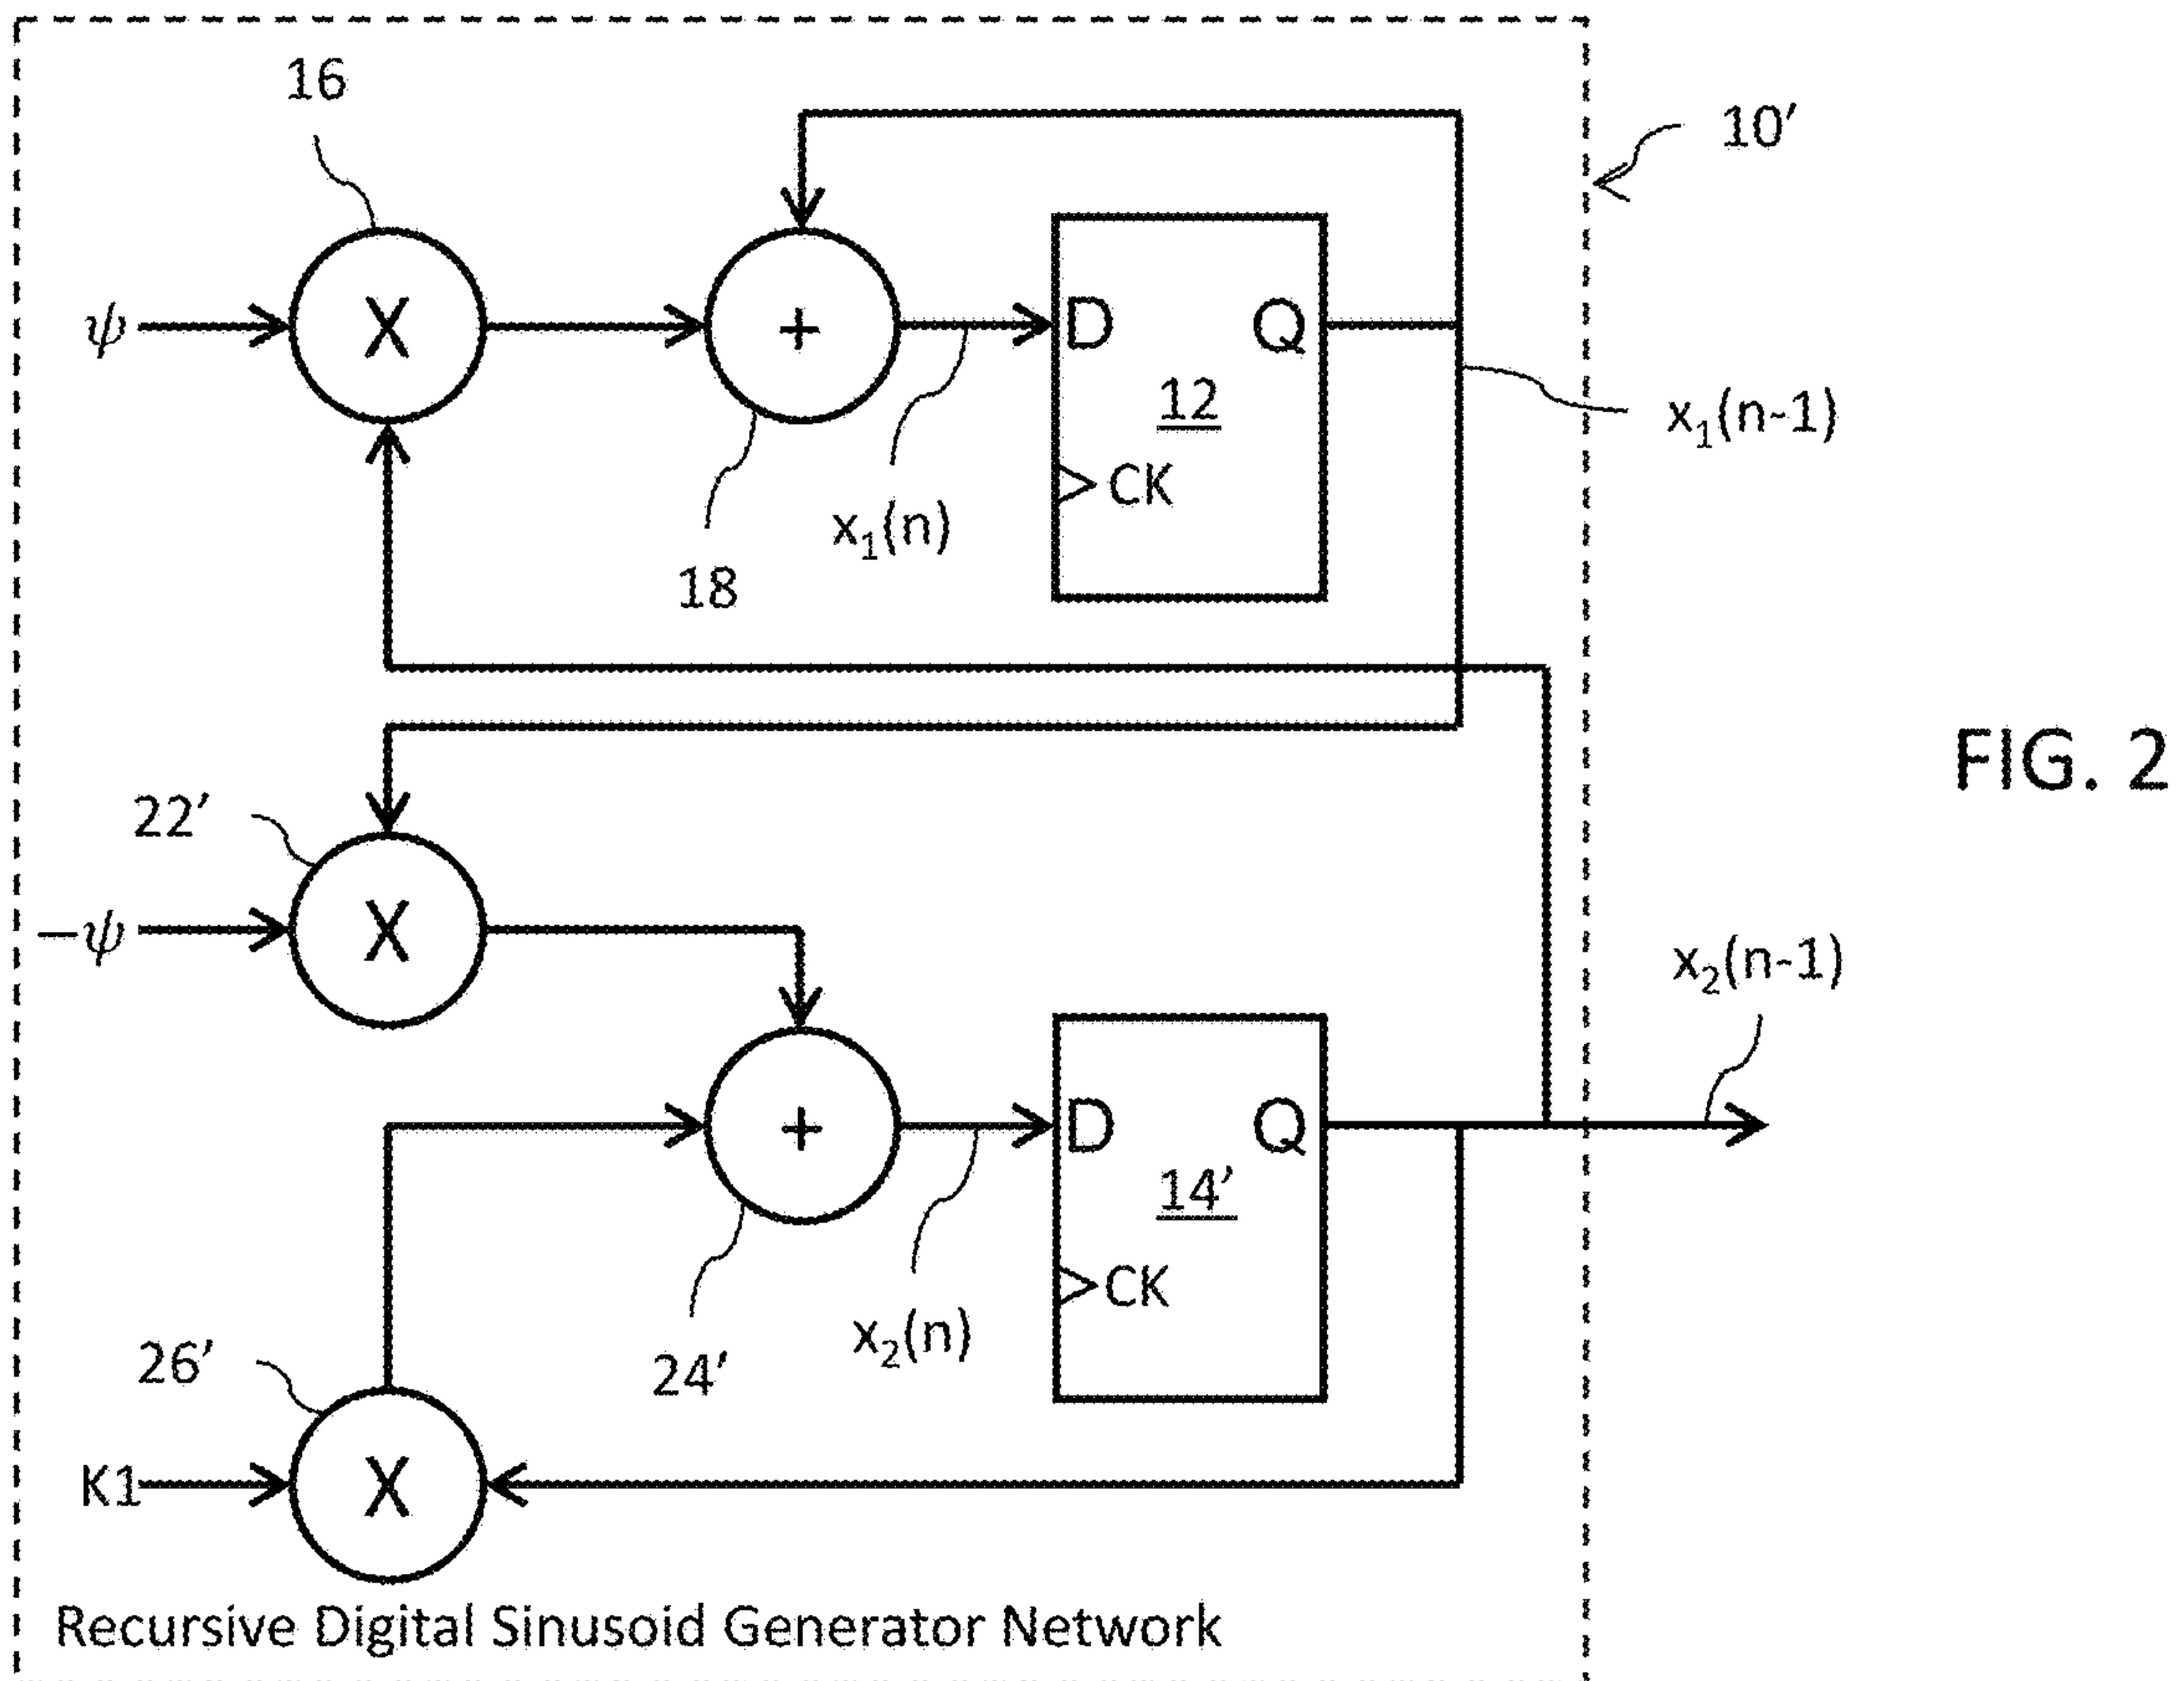 16
10'
ψ
X
+
D
Q
12
CK
x₁(n-1)
x₁(n)
18
FIG. 2
22'
-ψ
X
x₂(n-1)
+
D
Q
14'
CK
x₂(n)
24'
26'
K1
X
Recursive Digital Sinusoid Generator Network